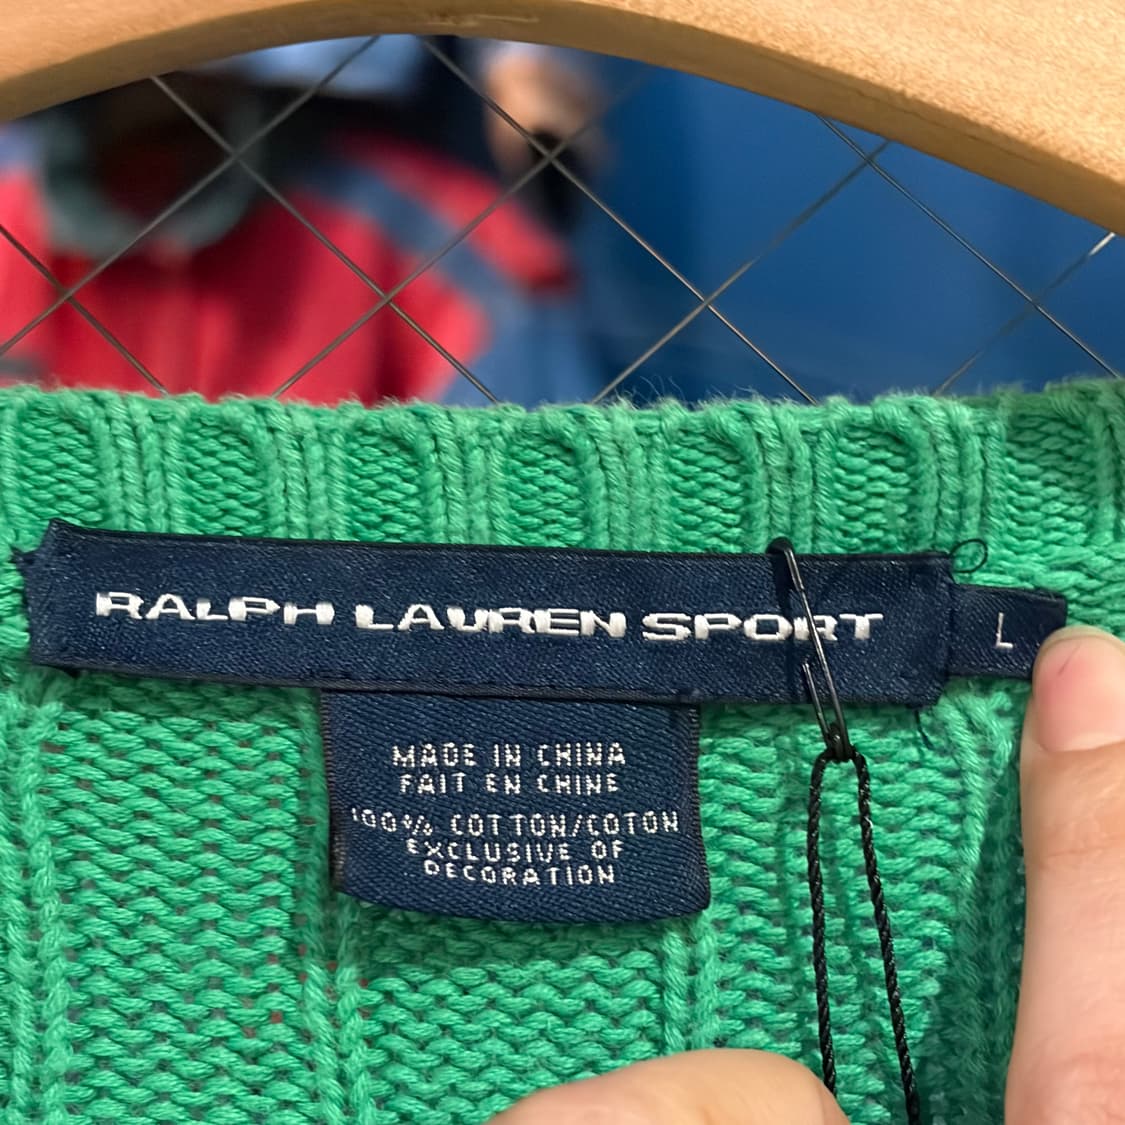 RALPH LAUREN SPORT
L
MADE IN CHINA
FAIT EN CHINE
100% COTTON/COTON
EXCLUSIVE OF
DECORATION